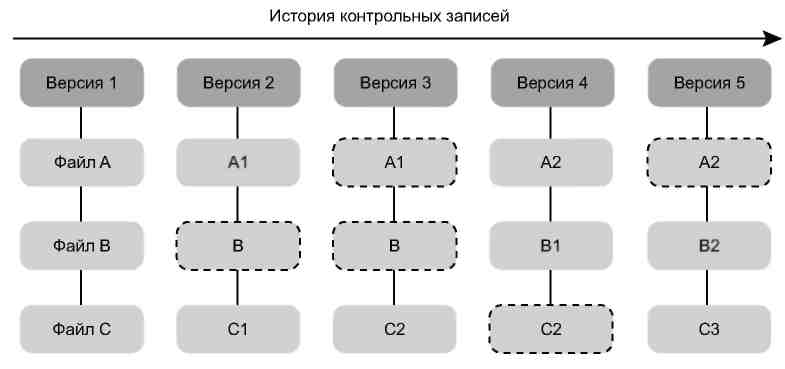 История контрольных записей
Версия 1 Версия 2 Версия 3 Версия 4 Версия 5
Файл A A1 A1 A2 A2
Файл B B B B1 B2
Файл C C1 C2 C2 C3